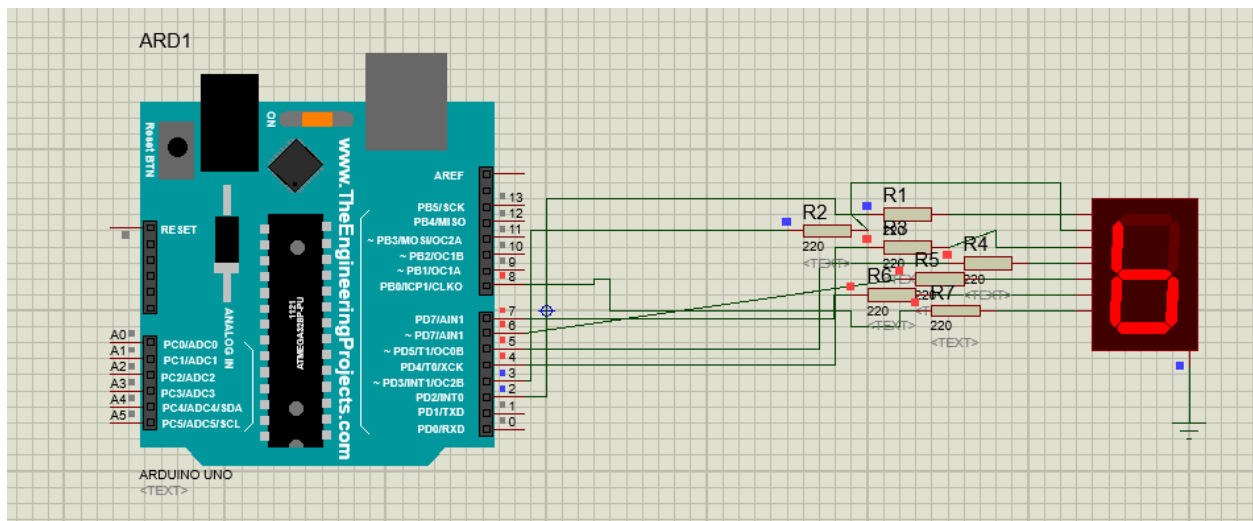 ARD1
Reset BTN
ON
www.TheEngineeringProjects.com
AREF
13
PB5/SCK
12
PB4/MISO
11
~ PB3/MOSI/OC2A
10
~ PB2/OC1B
9
~ PB1/OC1A
8
PB0/ICP1/CLKO
RESET
ANALOG IN
1121
ATMEGA328P-PU
7
PD7/AIN1
6
~ PD7/AIN1
5
~ PD5/T1/OC0B
4
PD4/T0/XCK
3
~ PD3/INT1/OC2B
2
PD2/INT0
1
PD1/TXD
0
PD0/RXD
A0
PC0/ADC0
A1
PC1/ADC1
A2
PC2/ADC2
A3
PC3/ADC3
A4
PC4/ADC4/SDA
A5
PC5/ADC5/SCL
ARDUINO UNO
<TEXT>
R1
R2
220
<TEXT>
R3
220
R4
220
<TEXT>
R5
R6
220
<TEXT>
R7
220
<TEXT>